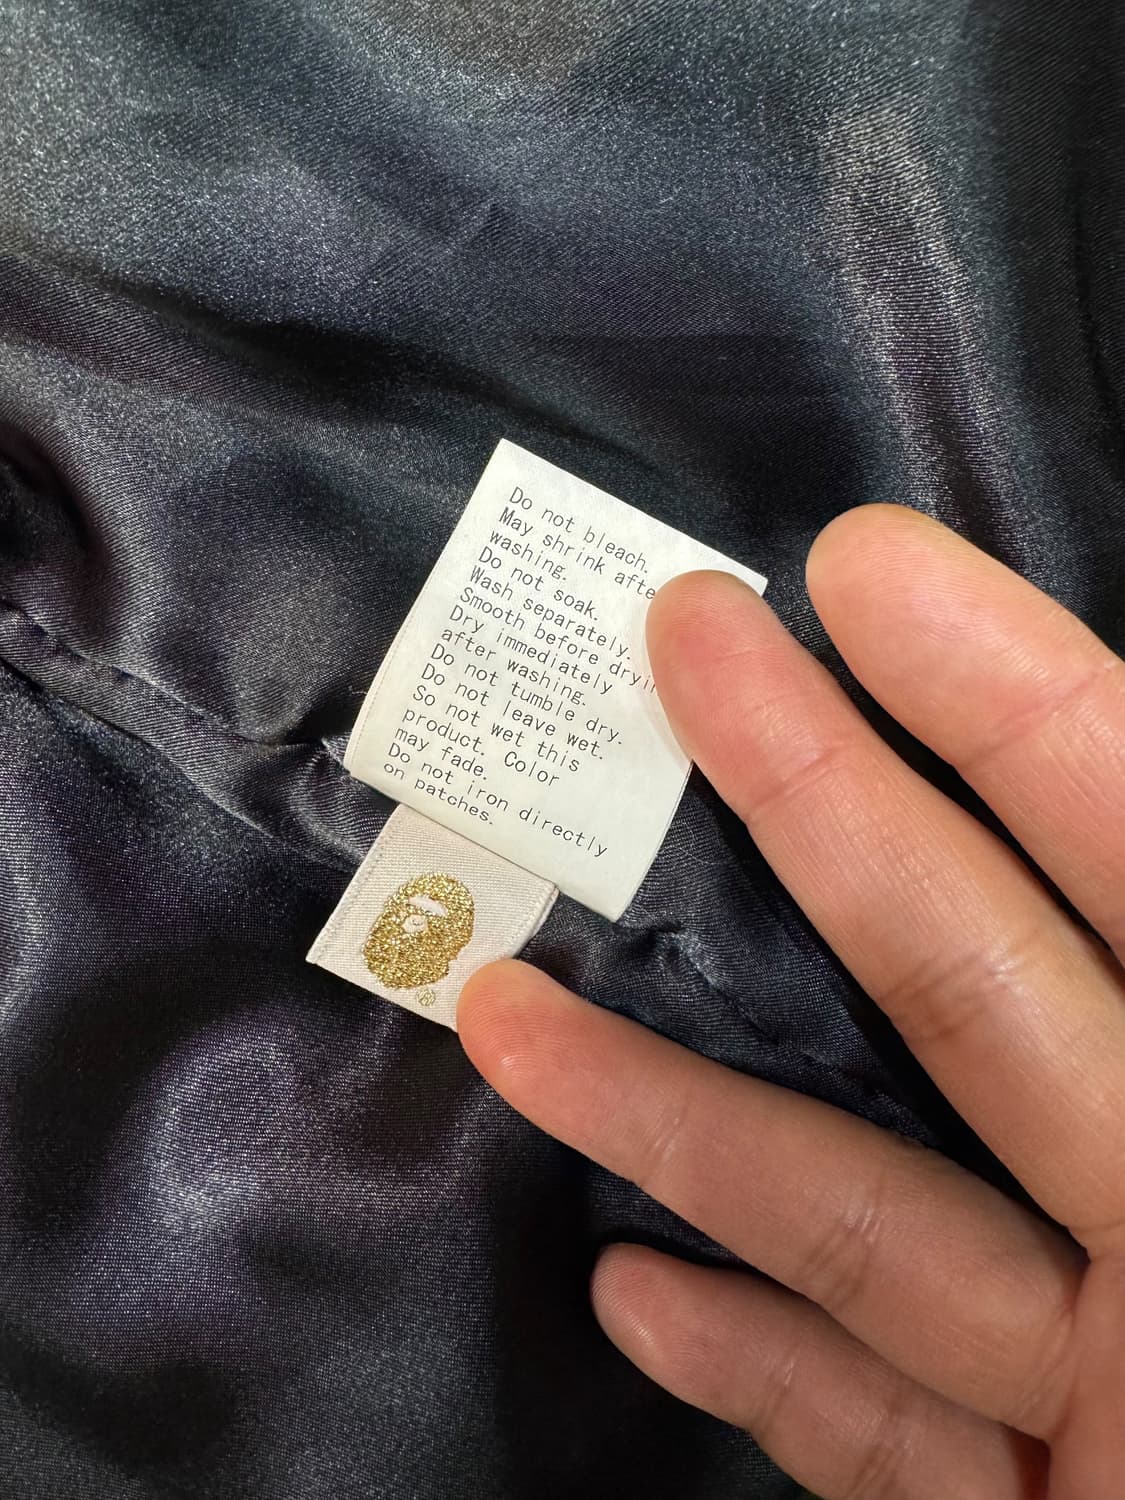 Do not bleach.
May shrink afte
washing.
Do not soak.
Wash separately.
Smooth before dryi
Dry immediately
after washing.
Do not tumble dry.
Do not leave wet.
So not wet this
product. Color
may fade.
Do not iron directly
on patches.